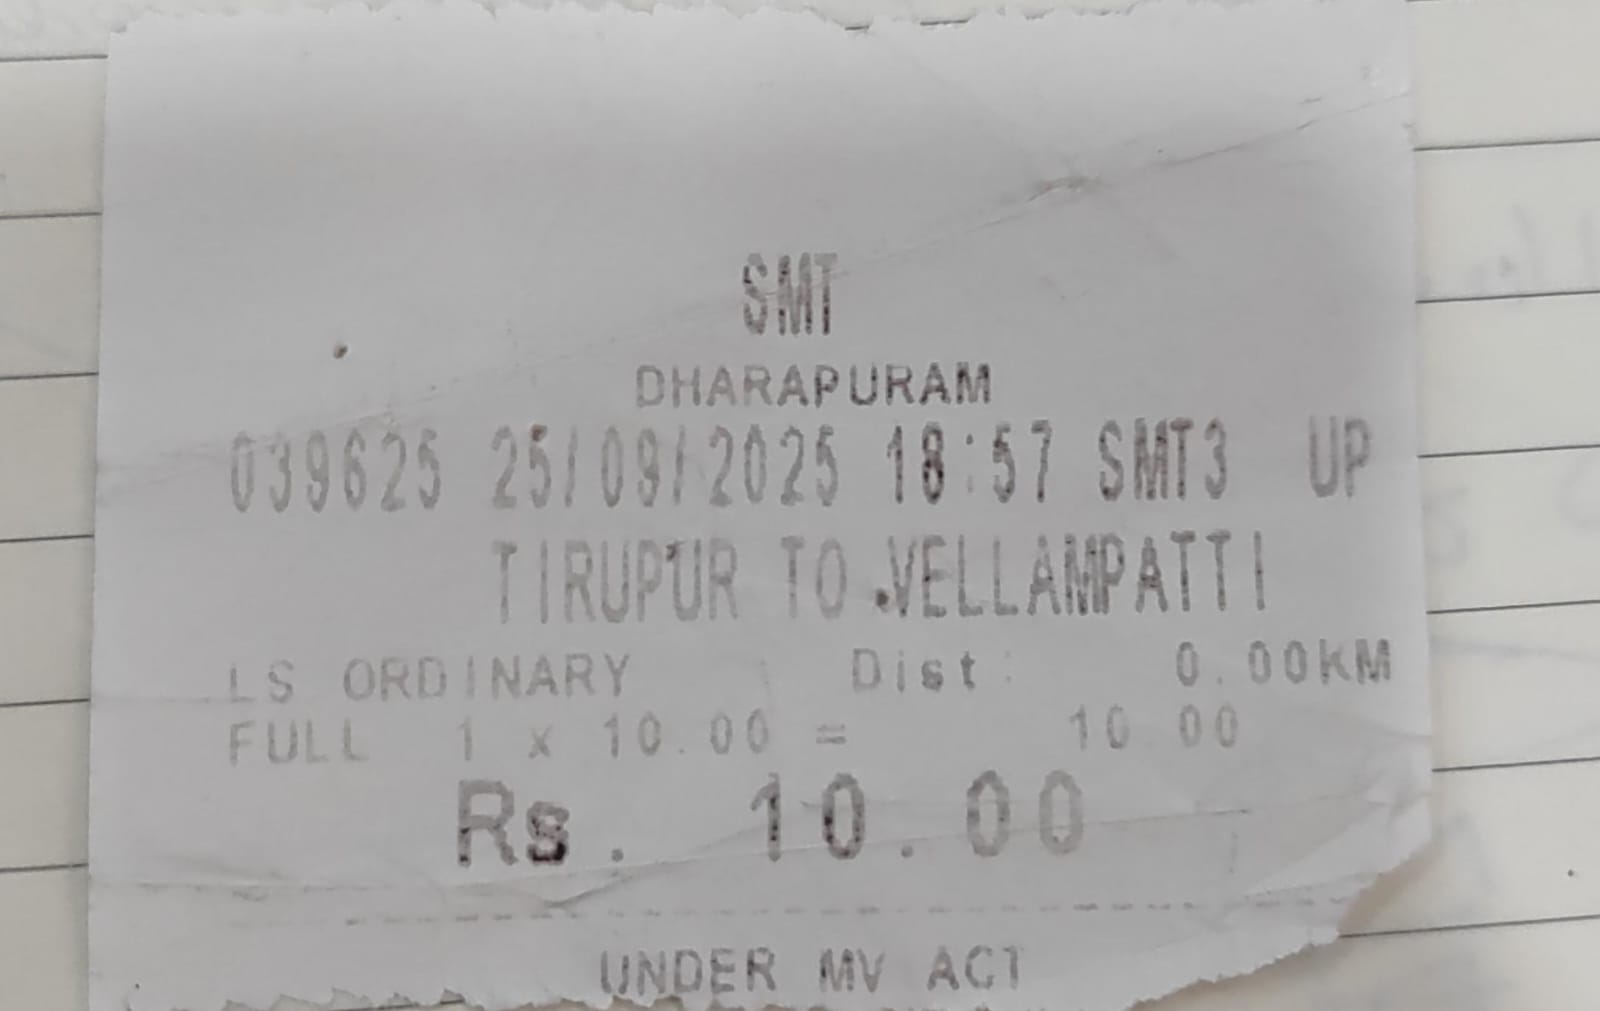 SMT
DHARAPURAM
039625 25/09/2025 18:57 SMT3 UP
TIRUPUR TO VELLAMPATTI
LS ORDINARY Dist: 0.00KM
FULL 1 x 10.00 = 10.00
Rs. 10.00
UNDER MV ACT